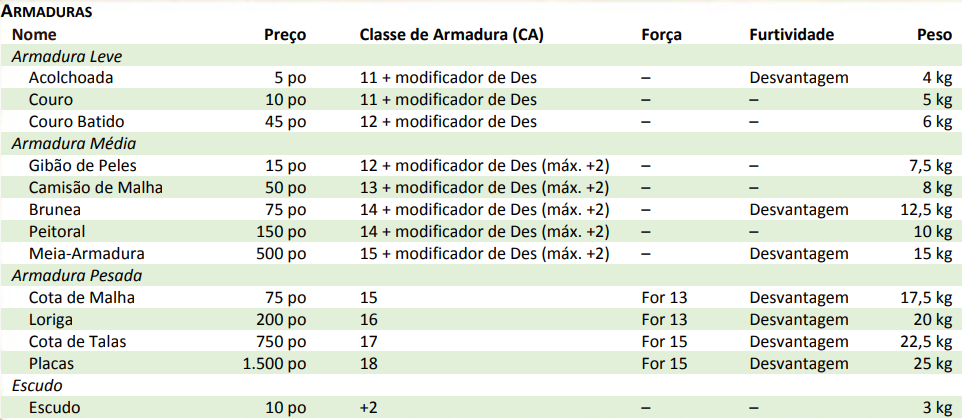 ARMADURAS
Nome Preço Classe de Armadura (CA) Força Furtividade Peso
Armadura Leve
Acolchoada 5 po 11 + modificador de Des – Desvantagem 4 kg
Couro 10 po 11 + modificador de Des – – 5 kg
Couro Batido 45 po 12 + modificador de Des – – 6 kg
Armadura Média
Gibão de Peles 15 po 12 + modificador de Des (máx. +2) – – 7,5 kg
Camisão de Malha 50 po 13 + modificador de Des (máx. +2) – – 8 kg
Brunea 75 po 14 + modificador de Des (máx. +2) – Desvantagem 12,5 kg
Peitoral 150 po 14 + modificador de Des (máx. +2) – – 10 kg
Meia-Armadura 500 po 15 + modificador de Des (máx. +2) – Desvantagem 15 kg
Armadura Pesada
Cota de Malha 75 po 15 For 13 Desvantagem 17,5 kg
Loriga 200 po 16 For 13 Desvantagem 20 kg
Cota de Talas 750 po 17 For 15 Desvantagem 22,5 kg
Placas 1.500 po 18 For 15 Desvantagem 25 kg
Escudo
Escudo 10 po +2 – – 3 kg